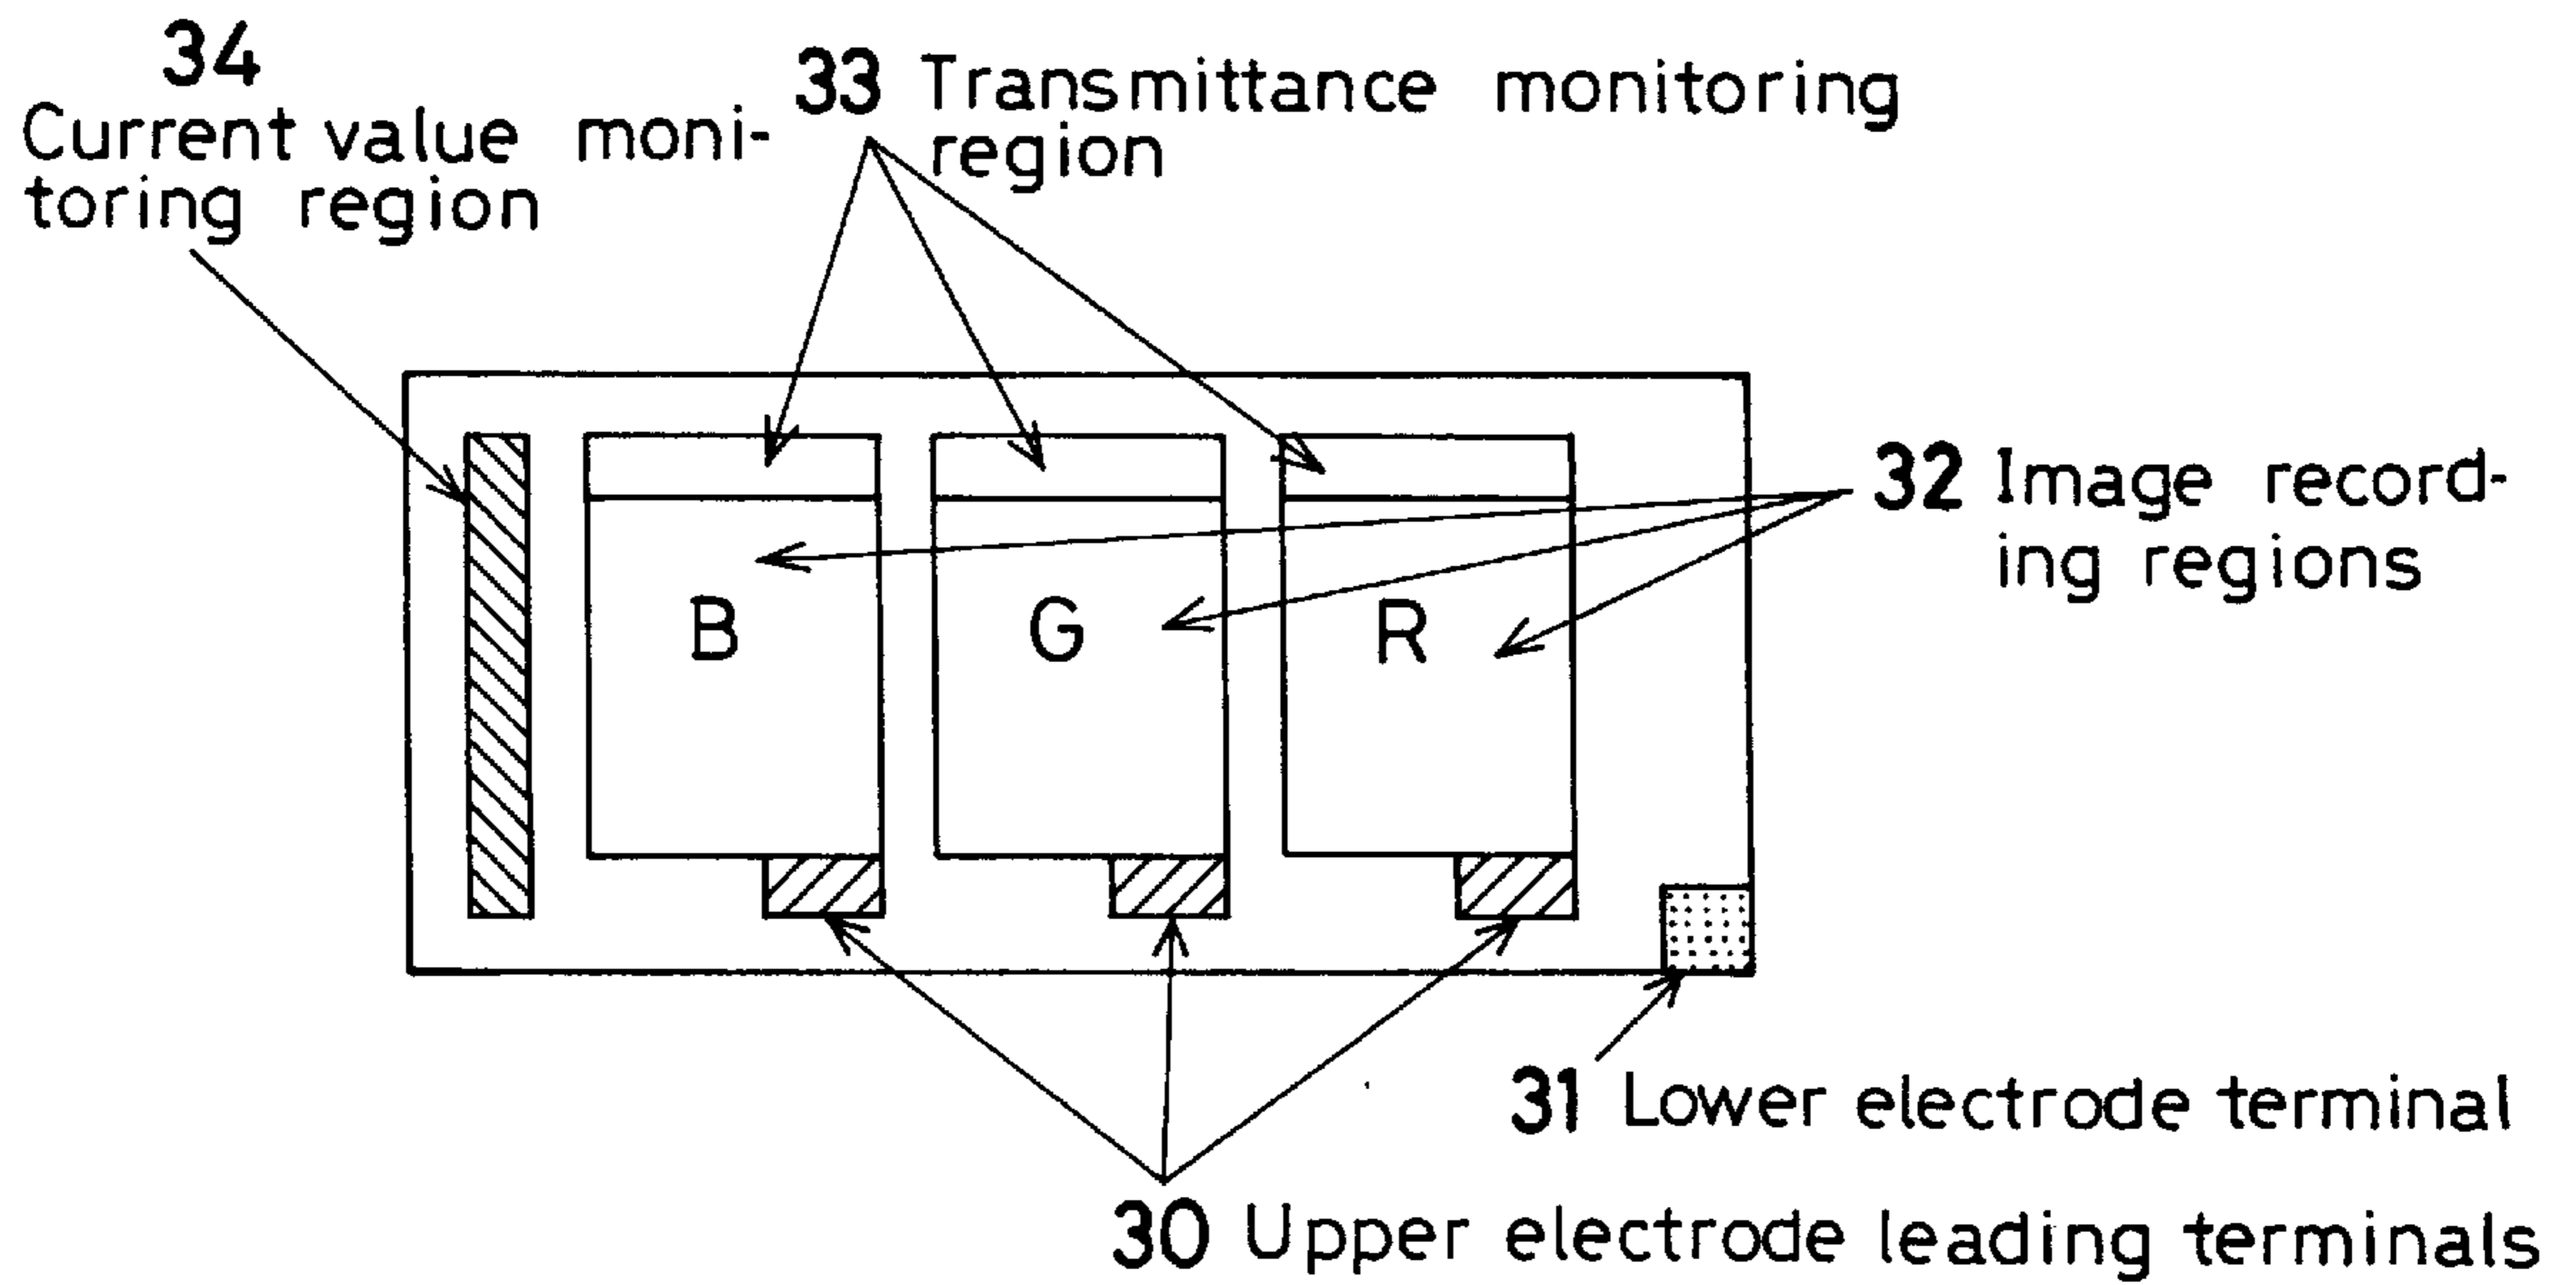 34
Current value moni-
toring region
33 Transmittance monitoring
region
32 Image record-
ing regions
B G R
31 Lower electrode terminal
30 Upper electrode leading terminals